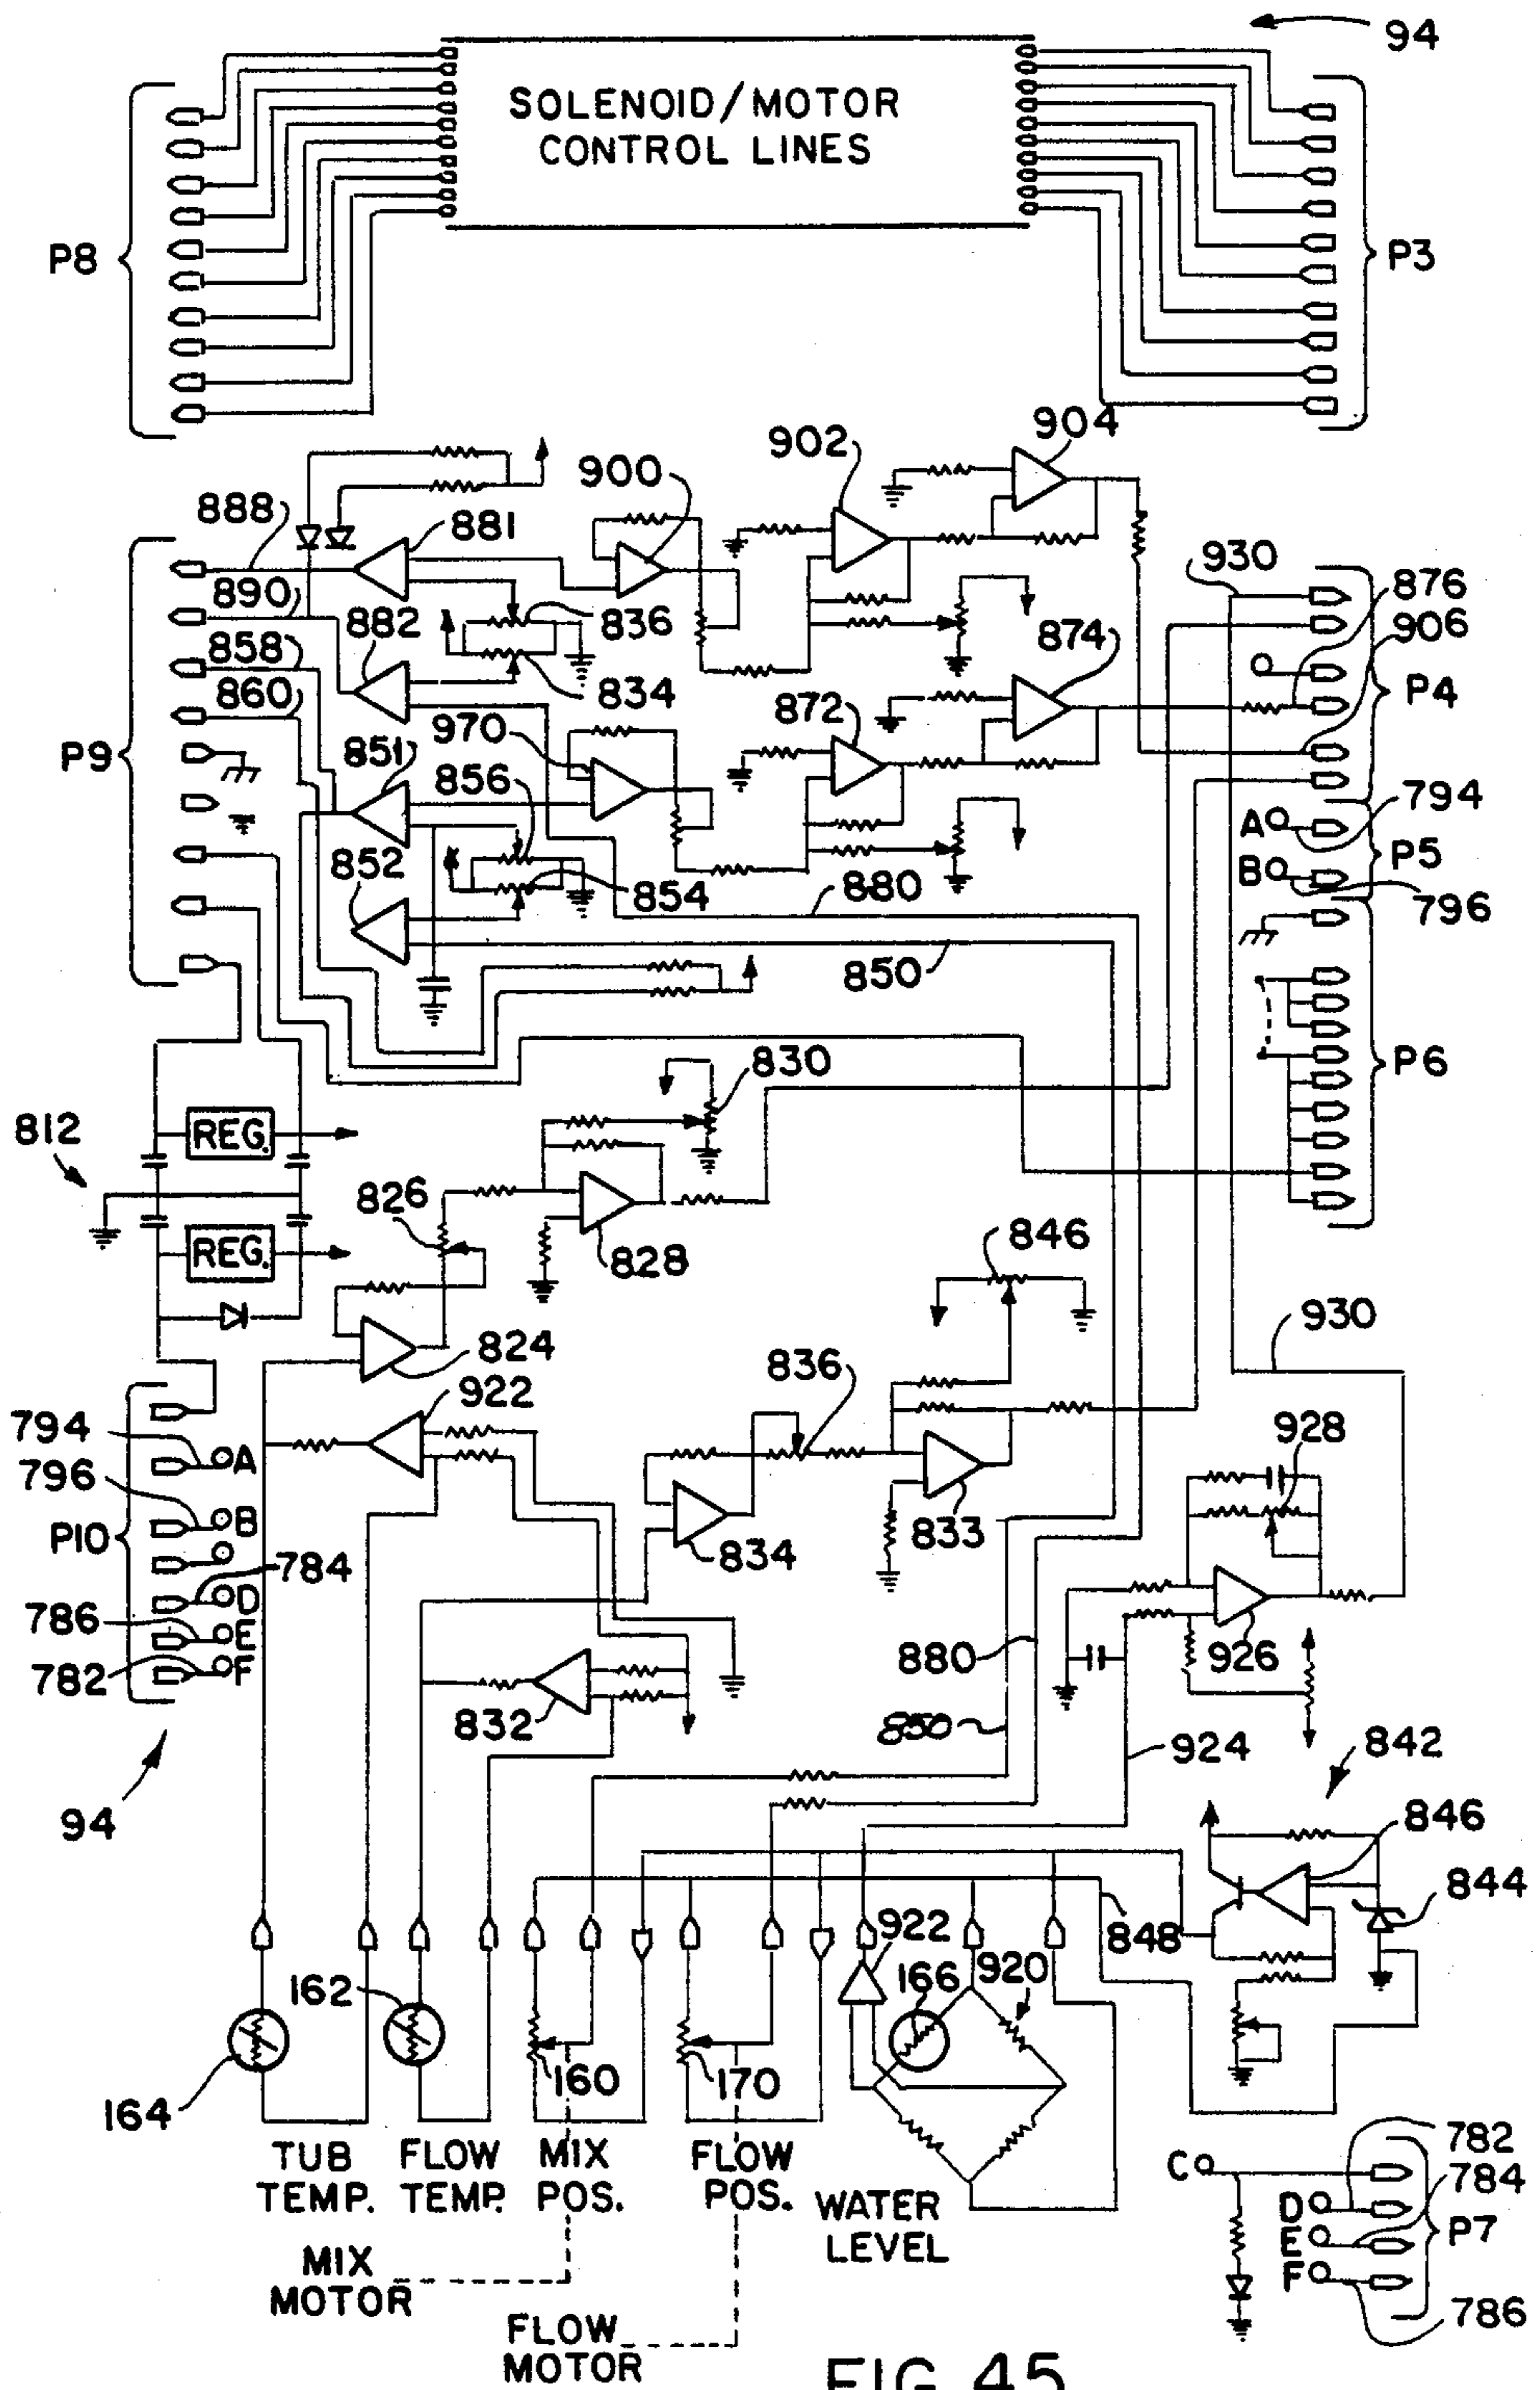 94
SOLENOID/MOTOR
CONTROL LINES
P8
P3
904
902
900
888
881
930
876
890
836
906
882
874
858
834
P4
860
970
872
P9
851
856
794
A
P5
852
B
854
880
796
850
830
P6
812
REG.
826
REG.
828
846
824
930
836
922
794
928
A
796
B
P10
833
834
784
D
786
E
880
926
782
F
832
850
924
842
94
846
844
922
848
166
920
162
160
170
164
782
TUB
TEMP.
FLOW
TEMP.
MIX
POS.
FLOW
POS.
WATER
LEVEL
C
784
D
E
P7
F
MIX
MOTOR
786
FLOW
MOTOR
FIG. 45